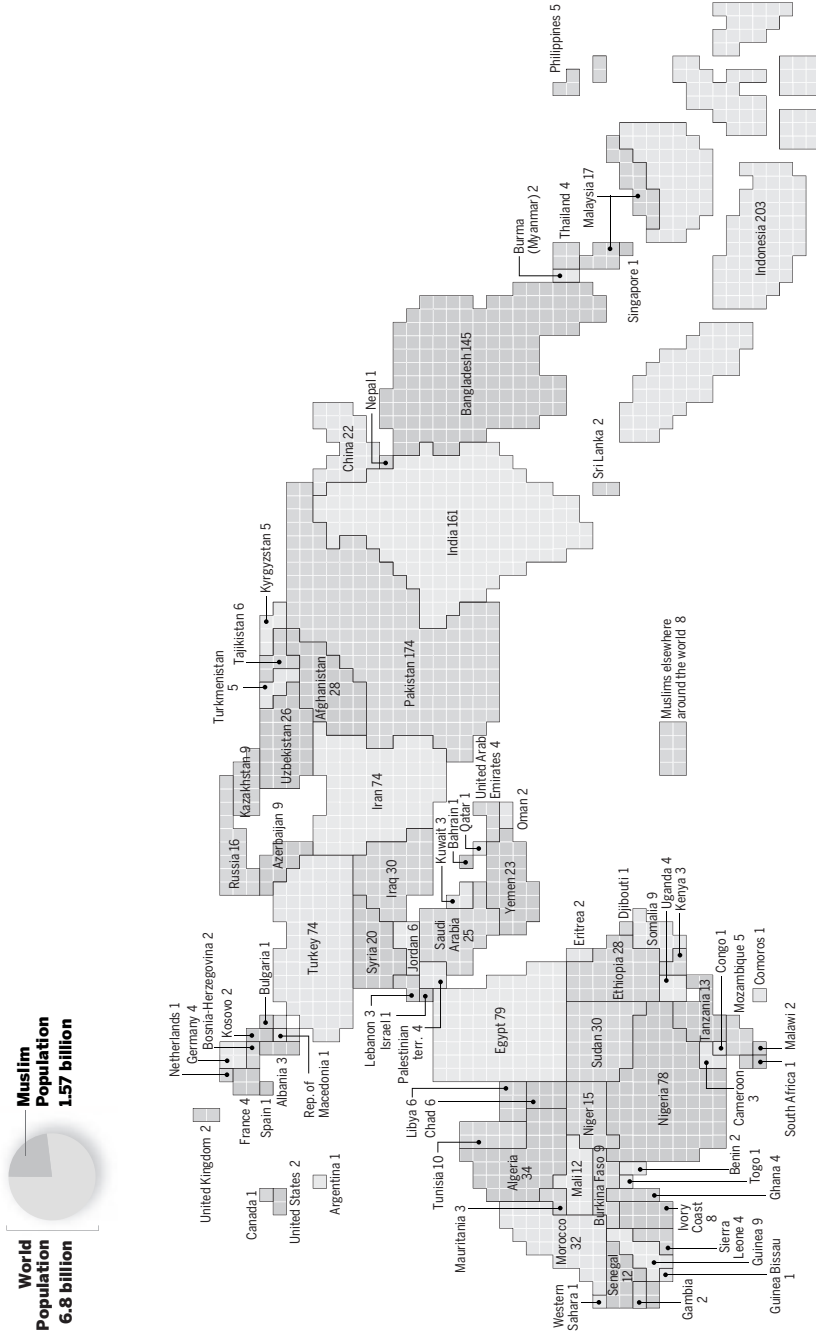 World
Population
6.8 billion
Muslim
Population
1.57 billion
Canada 1
United States 2
Argentina 1
United Kingdom 2
Netherlands 1
Germany 4
Bosnia-Herzegovina 2
Kosovo 2
Bulgaria 1
France 4
Spain 1
Albania 3
Rep. of
Macedonia 1
Russia 16
Kazakhstan 9
Azerbaijan 9
Uzbekistan 26
Turkmenistan
5
Tajikistan 6
Kyrgyzstan 5
Afghanistan
28
Turkey 74
Iran 74
Syria 20
Iraq 30
Lebanon 3
Israel 1
Palestinian
terr. 4
Jordan 6
Saudi
Arabia
25
Kuwait 3
Bahrain 1
Qatar 1
United Arab
Emirates 4
Oman 2
Yemen 23
Pakistan 174
India 161
China 22
Nepal 1
Bangladesh 145
Sri Lanka 2
Burma
(Myanmar) 2
Thailand 4
Malaysia 17
Singapore 1
Philippines 5
Indonesia 203
Tunisia 10
Libya 6
Chad 6
Egypt 79
Mauritania 3
Algeria
34
Morocco
32
Western
Sahara 1
Mali 12
Niger 15
Sudan 30
Eritrea 2
Ethiopia 28
Djibouti 1
Somalia 9
Uganda 4
Kenya 3
Senegal
12
Burkina Faso 9
Nigeria 78
Tanzania 13
Congo 1
Mozambique 5
Comoros 1
Gambia
2
Guinea Bissau
1
Guinea 9
Sierra
Leone 4
Ivory
Coast
8
Ghana 4
Togo 1
Benin 2
Cameroon
3
South Africa 1
Malawi 2
Muslims elsewhere
around the world 8